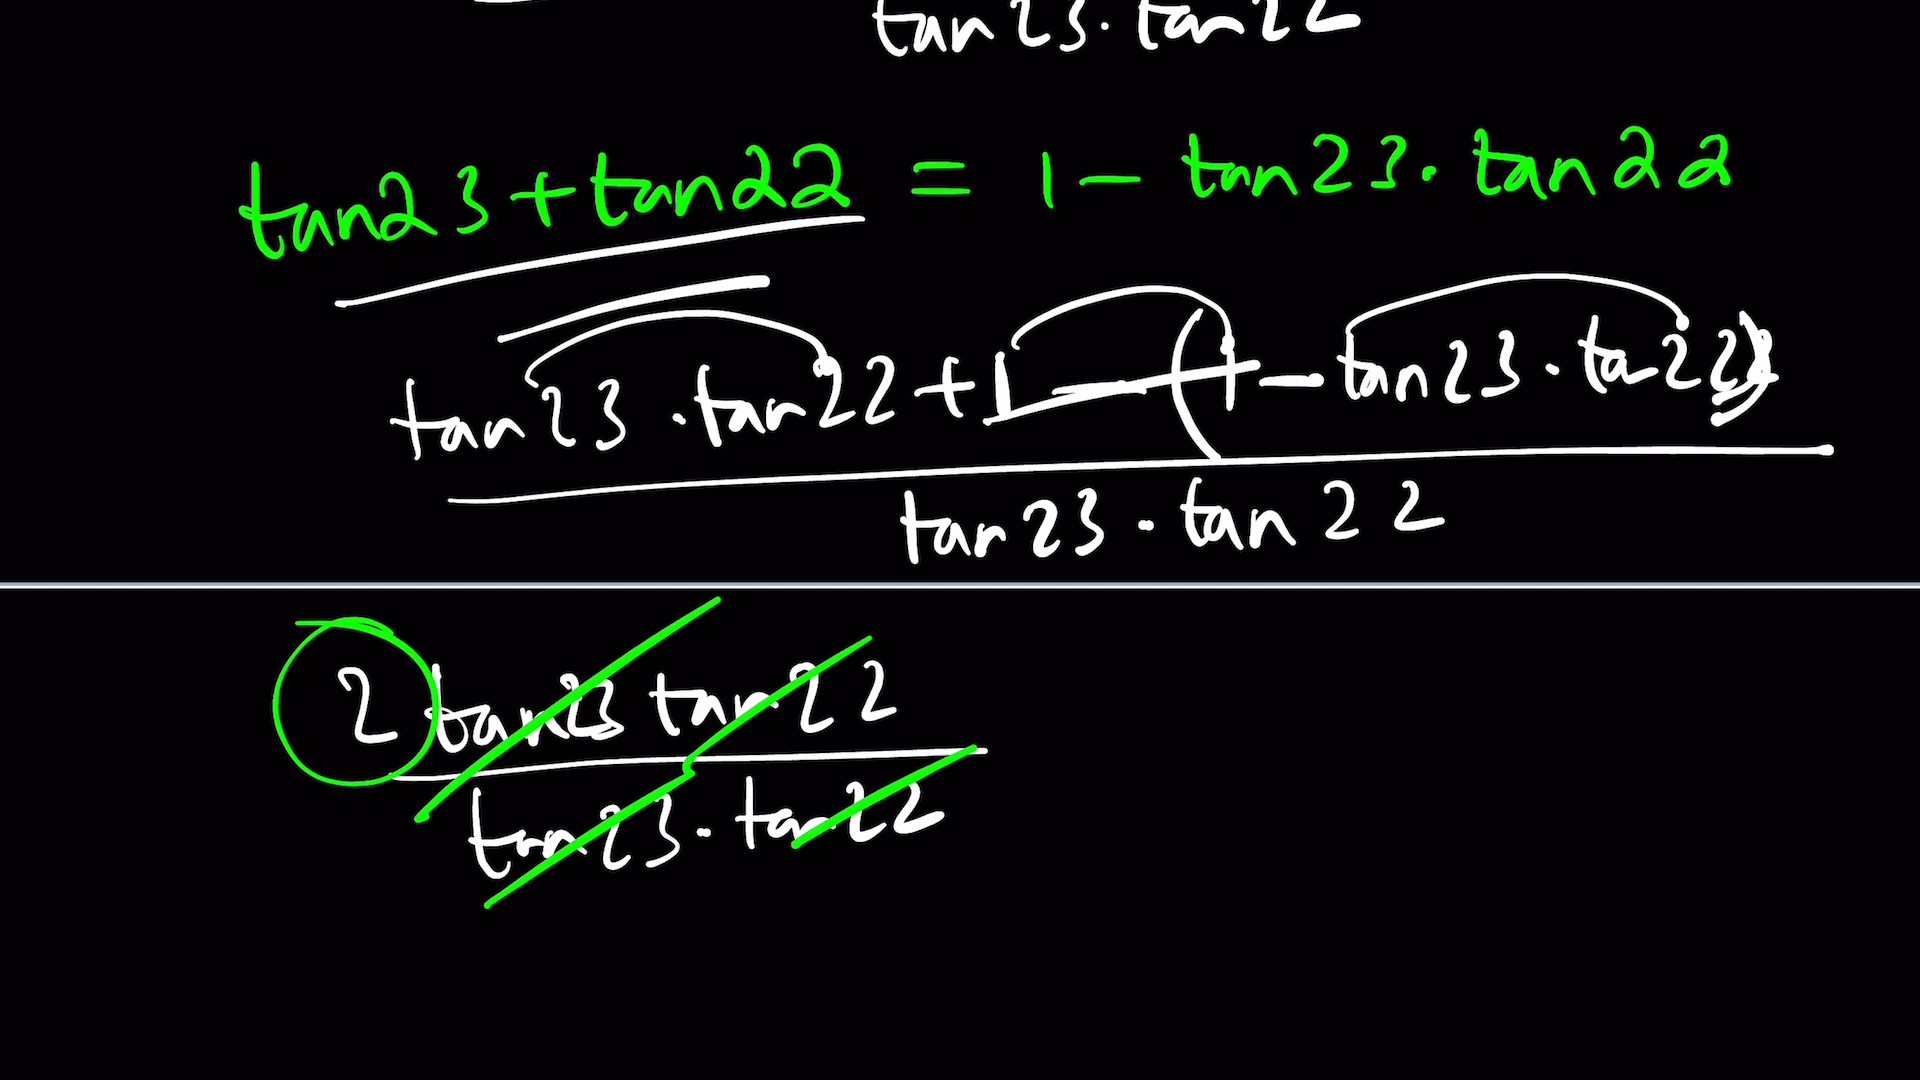 tan23·tan22
tan23+tan22 = 1 - tan23·tan22
tan23·tan22+1-(1-tan23·tan22)
tan23·tan22
2 tan23 tan22
tan23·tan22